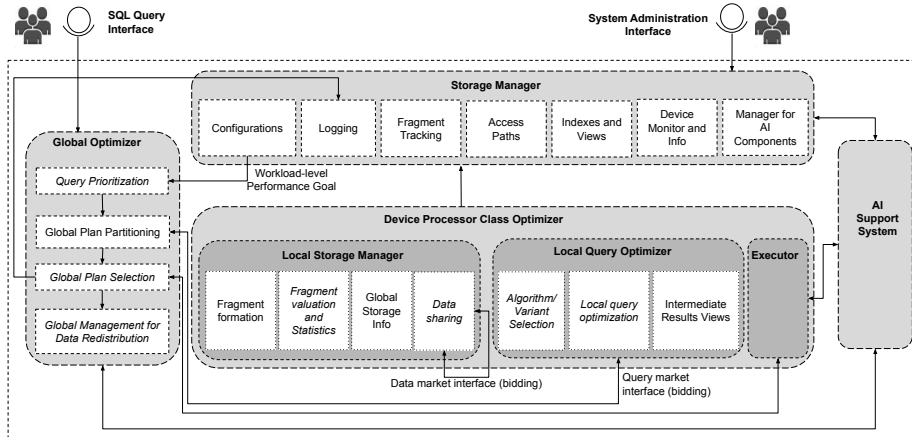 SQL Query
Interface
System Administration
Interface
Storage Manager
Configurations
Logging
Fragment
Tracking
Access
Paths
Indexes and
Views
Device
Monitor and
Info
Manager for
AI
Components
Global Optimizer
Query Prioritization
Global Plan Partitioning
Global Plan Selection
Global Management for
Data Redistribution
Workload-level
Performance Goal
Device Processor Class Optimizer
Local Storage Manager
Fragment
formation
Fragment
valuation
and
Statistics
Global
Storage
Info
Data
sharing
Local Query Optimizer
Algorithm/
Variant
Selection
Local query
optimization
Intermediate
Results Views
Executor
AI
Support
System
Data market interface (bidding)
Query market
interface (bidding)